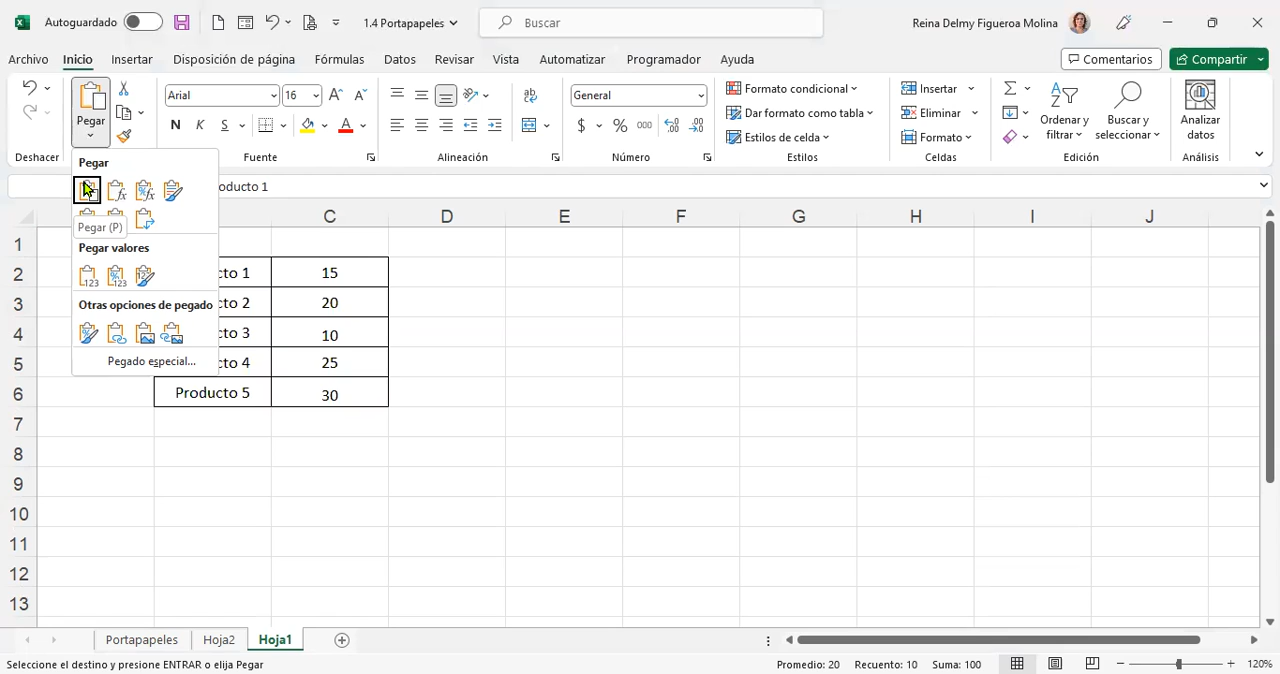 Autoguardado
1.4 Portapapeles
Buscar
Reina Delmy Figueroa Molina
Archivo Inicio Insertar Disposición de página Fórmulas Datos Revisar Vista Automatizar Programador Ayuda
Comentarios
Compartir
Pegar
Arial
16
N K S
Deshacer
Fuente
Alineación
General
$ % 000
Número
Formato condicional
Dar formato como tabla
Estilos de celda
Estilos
Insertar
Eliminar
Formato
Celdas
Ordenar y
filtrar
Buscar y
seleccionar
Edición
Analizar
datos
Análisis
Pegar
Pegar (P)
Pegar valores
Otras opciones de pegado
Pegado especial...
oducto 1
C D E F G H I J
1
2 cto 1 15
3 cto 2 20
4 cto 3 10
5 cto 4 25
6 Producto 5 30
7
8
9
10
11
12
13
Portapapeles Hoja2 Hoja1
Seleccione el destino y presione ENTRAR o elija Pegar
Promedio: 20 Recuento: 10 Suma: 100
120%